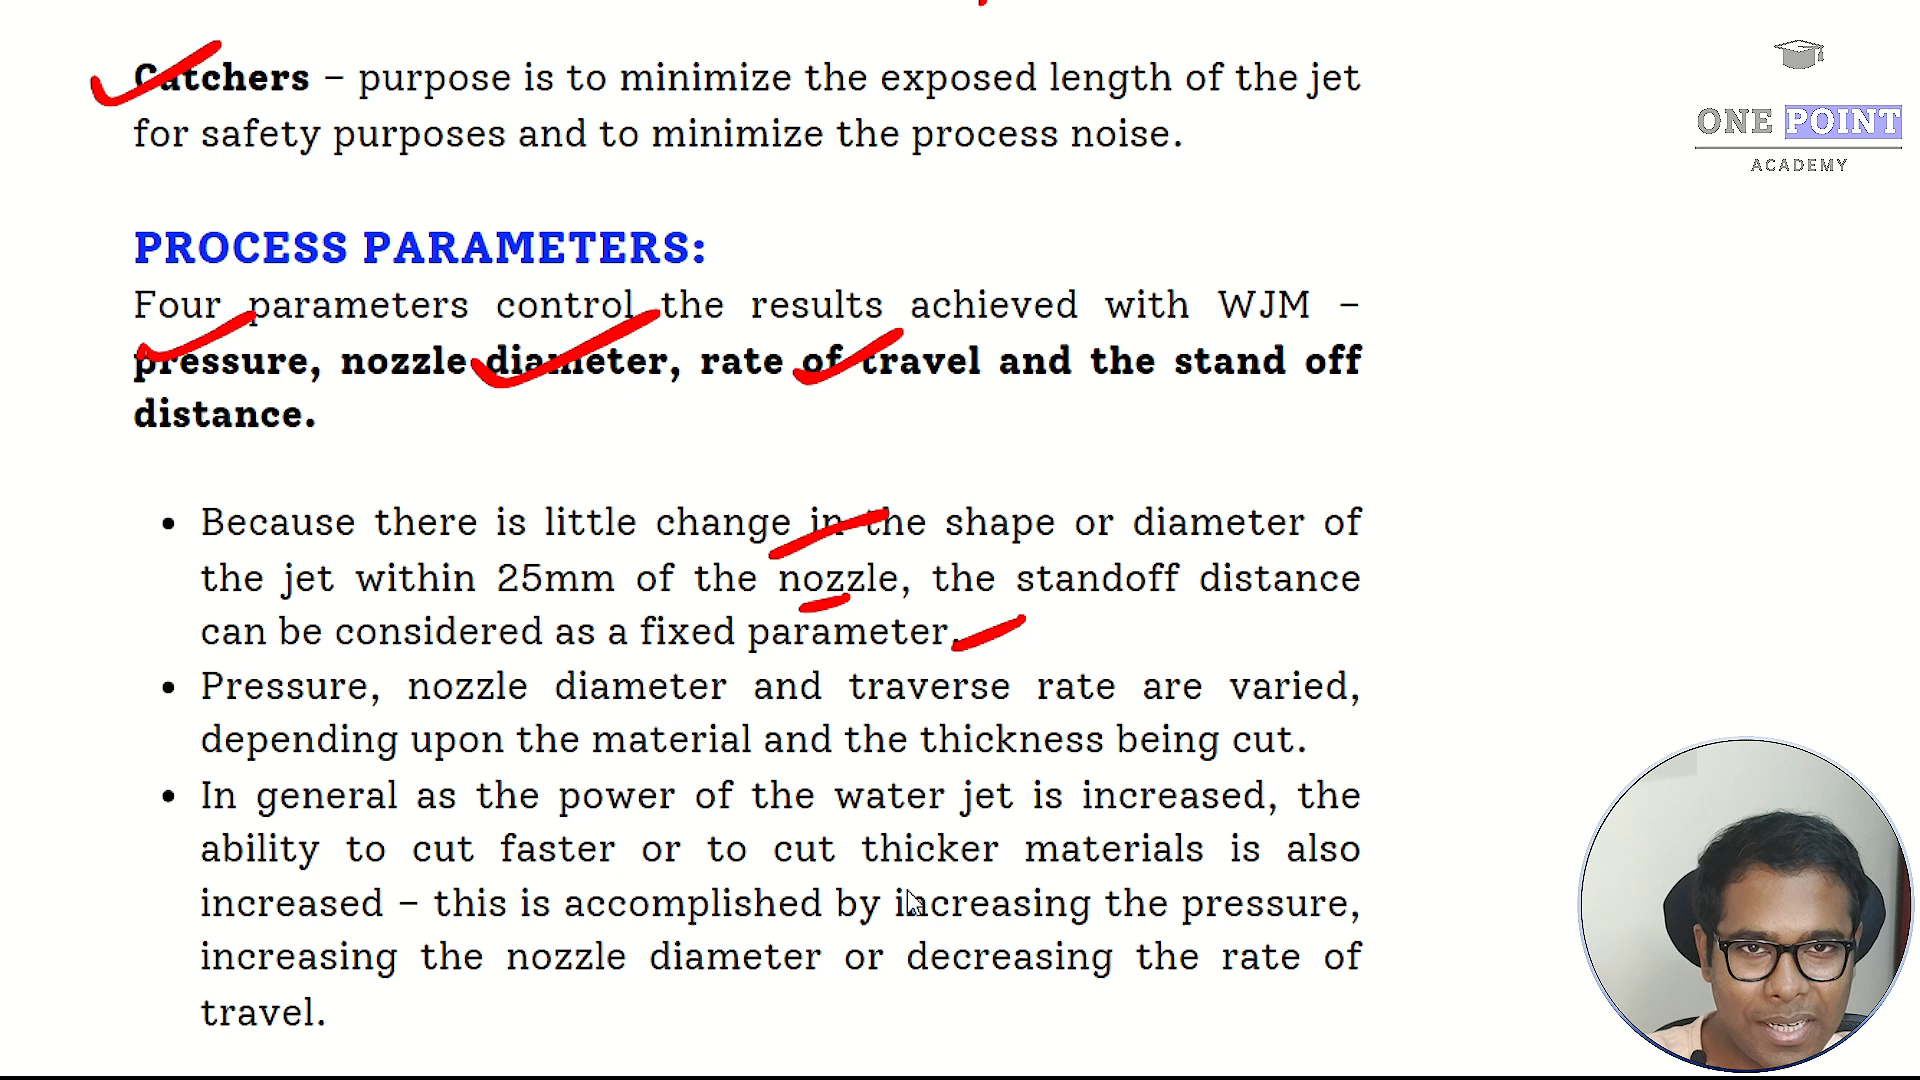 Catchers – purpose is to minimize the exposed length of the jet
for safety purposes and to minimize the process noise.
ONE POINT
ACADEMY
PROCESS PARAMETERS:
Four parameters control the results achieved with WJM –
pressure, nozzle diameter, rate of travel and the stand off
distance.
• Because there is little change in the shape or diameter of
the jet within 25mm of the nozzle, the standoff distance
can be considered as a fixed parameter.
• Pressure, nozzle diameter and traverse rate are varied,
depending upon the material and the thickness being cut.
• In general as the power of the water jet is increased, the
ability to cut faster or to cut thicker materials is also
increased – this is accomplished by increasing the pressure,
increasing the nozzle diameter or decreasing the rate of
travel.